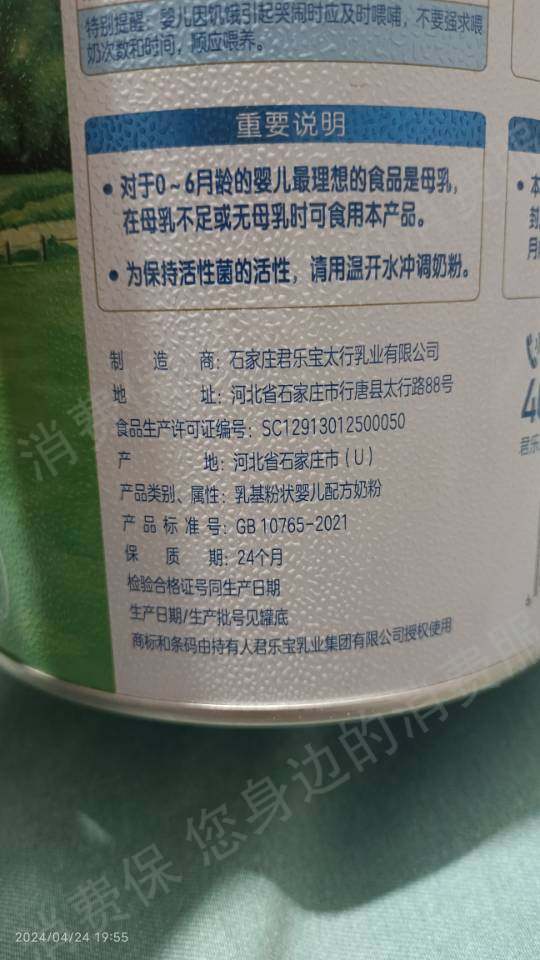 特别提醒:婴儿因饥饿引起哭闹时应及时喂哺,不要强求喂
奶次数和时间,顺应喂养。
重要说明
• 对于0~6月龄的婴儿最理想的食品是母乳,
在母乳不足或无母乳时可食用本产品。
• 为保持活性菌的活性,请用温开水冲调奶粉。
制造商:石家庄君乐宝太行乳业有限公司
地址:河北省石家庄市行唐县太行路88号
食品生产许可证编号:SC12913012500050
产地:河北省石家庄市(U)
产品类别、属性:乳基粉状婴儿配方奶粉
产品标准号:GB 10765-2021
保质期:24个月
检验合格证号同生产日期
生产日期/生产批号见罐底
商标和条码由持有人君乐宝乳业集团有限公司授权使用
• 本
封
月
40
君乐
消费保 您身边的消费
2024/04/24 19:55